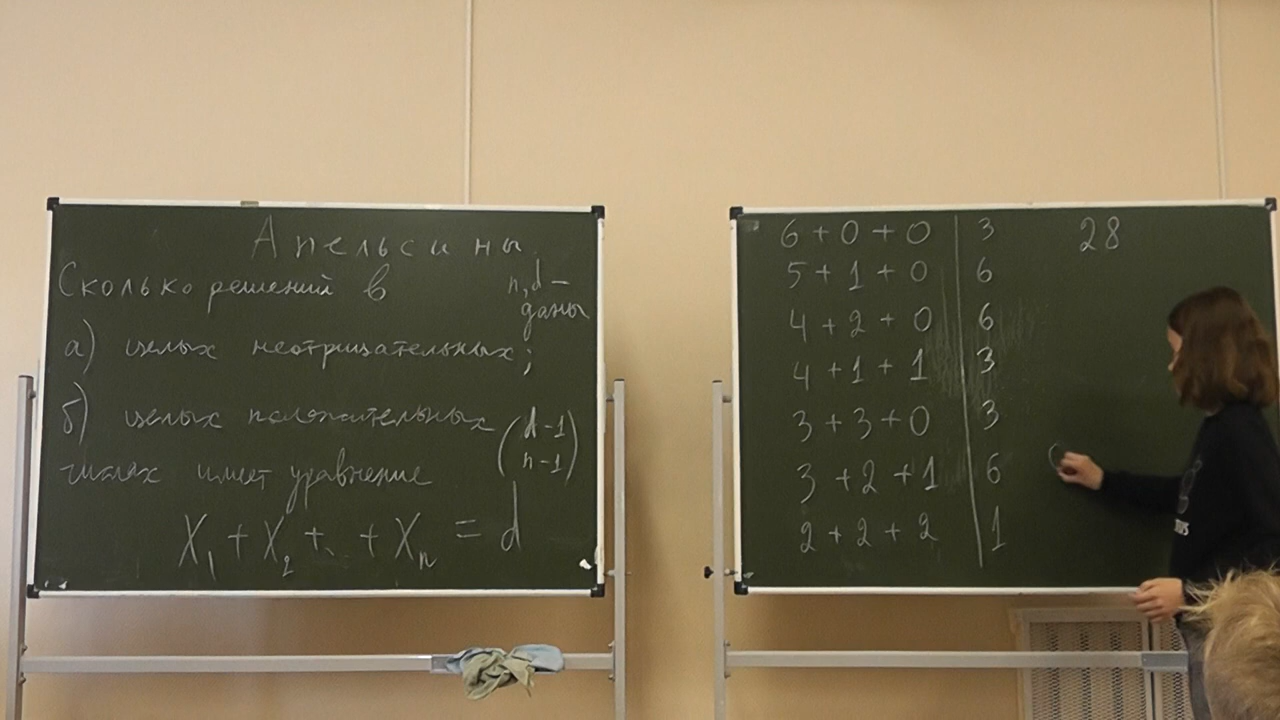 Апельсины.
Сколько решений в
n, d –
даны
а) целых неотрицательных;
б) целых положительных
(d-1
n-1)
числах имеет уравнение
X₁ + X₂ + .. + Xₙ = d
6 + 0 + 0 | 3
28
5 + 1 + 0 | 6
4 + 2 + 0 | 6
4 + 1 + 1 | 3
3 + 3 + 0 | 3
3 + 2 + 1 | 6
2 + 2 + 2 | 1